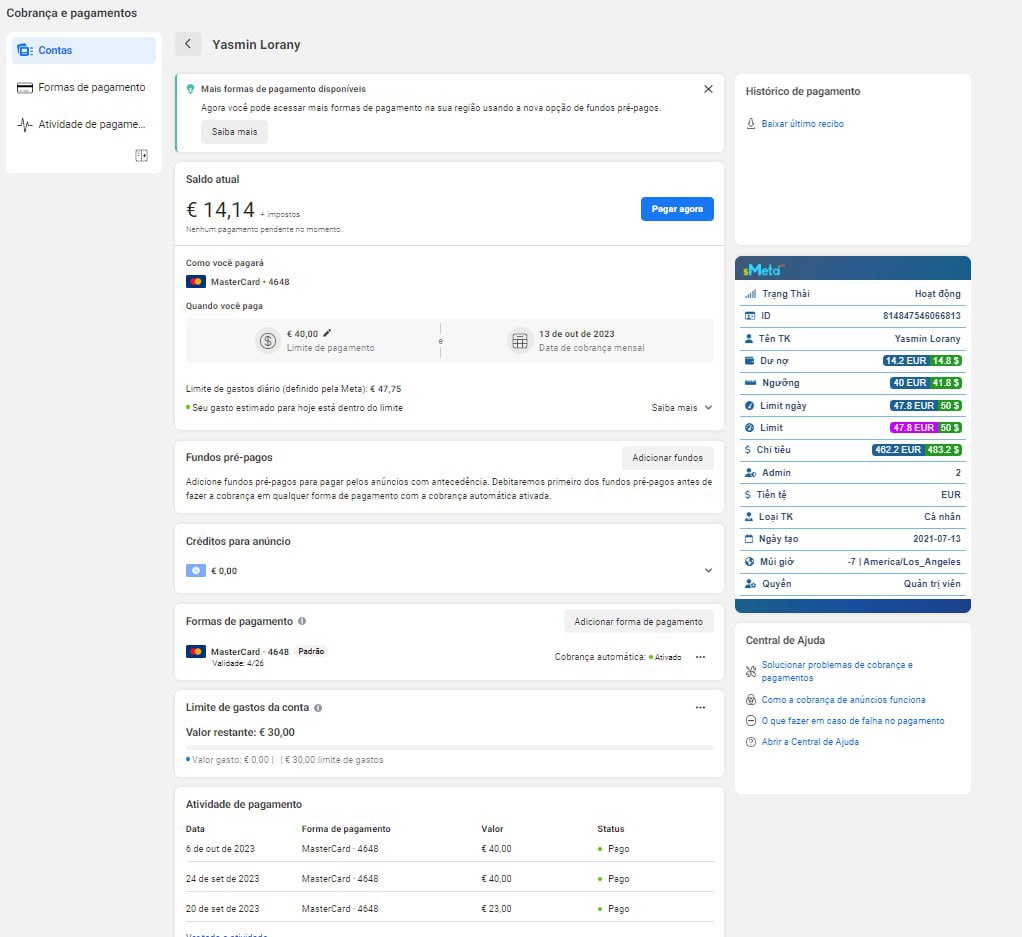 Cobrança e pagamentos
Contas
Formas de pagamento
Atividade de pagame...
Yasmin Lorany
Mais formas de pagamento disponíveis
Agora você pode acessar mais formas de pagamento na sua região usando a nova opção de fundos pré-pagos.
Saiba mais
Saldo atual
€ 14,14 + impostos
Nenhum pagamento pendente no momento.
Pagar agora
Como você pagará
MasterCard • 4648
Quando você paga
€ 40,00
Limite de pagamento
e
13 de out de 2023
Data de cobrança mensal
Limite de gastos diário (definido pela Meta): € 47,75
Seu gasto estimado para hoje está dentro do limite
Saiba mais
Fundos pré-pagos
Adicionar fundos
Adicione fundos pré-pagos para pagar pelos anúncios com antecedência. Debitaremos primeiro dos fundos pré-pagos antes de
fazer a cobrança em qualquer forma de pagamento com a cobrança automática ativada.
Créditos para anúncio
€ 0,00
Formas de pagamento
Adicionar forma de pagamento
MasterCard · 4648 Padrão
Validade: 4/26
Cobrança automática: Ativado
Limite de gastos da conta
Valor restante: € 30,00
Valor gasto: € 0,00 | | € 30,00 limite de gastos
Atividade de pagamento
Data Forma de pagamento Valor Status
6 de out de 2023 MasterCard · 4648 € 40,00 Pago
24 de set de 2023 MasterCard · 4648 € 40,00 Pago
20 de set de 2023 MasterCard · 4648 € 23,00 Pago
Histórico de pagamento
Baixar último recibo
sMeta
Trạng Thái Hoạt động
ID 814847546066813
Tên TK Yasmin Lorany
Dư nợ 14.2 EUR 14.8 $
Ngưỡng 40 EUR 41.8 $
Limit ngày 47.8 EUR 50 $
Limit 47.8 EUR 50 $
Chi tiêu 462.2 EUR 483.2 $
Admin 2
Tiền tệ EUR
Loại TK Cá nhân
Ngày tạo 2021-07-13
Múi giờ -7 | America/Los_Angeles
Quyền Quản trị viên
Central de Ajuda
Solucionar problemas de cobrança e
pagamentos
Como a cobrança de anúncios funciona
O que fazer em caso de falha no pagamento
Abrir a Central de Ajuda